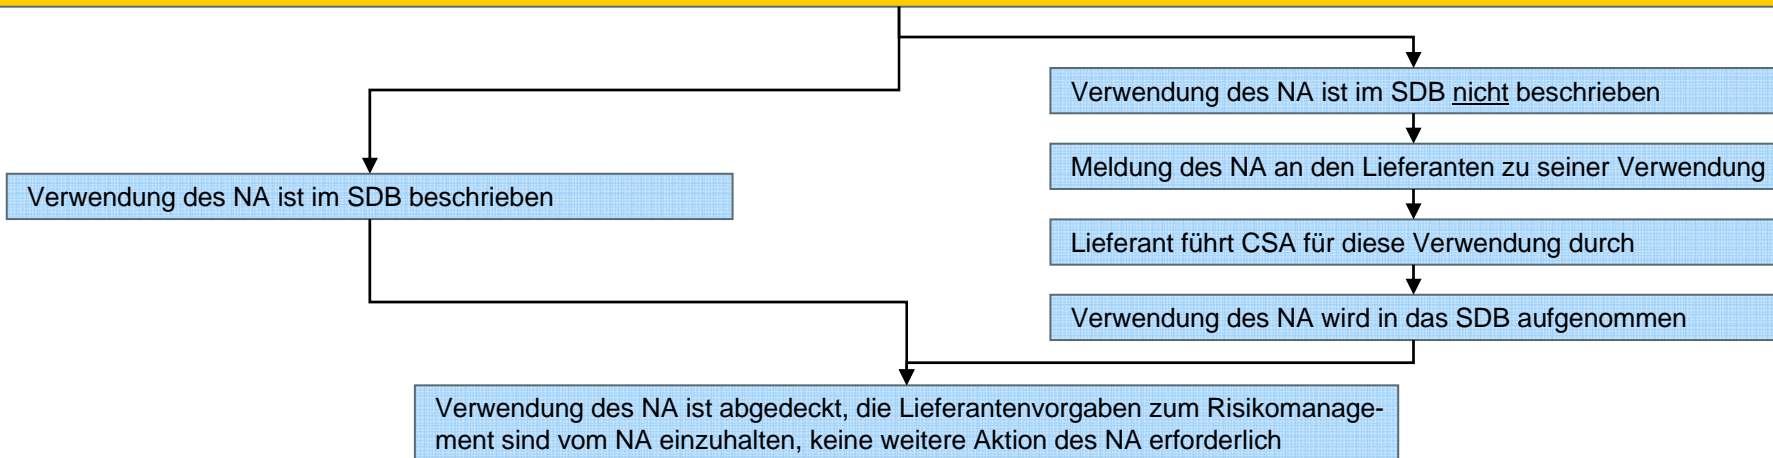 Verwendung des NA ist im SDB nicht beschrieben
Meldung des NA an den Lieferanten zu seiner Verwendung
Verwendung des NA ist im SDB beschrieben
Lieferant führt CSA für diese Verwendung durch
Verwendung des NA wird in das SDB aufgenommen
Verwendung des NA ist abgedeckt, die Lieferantenvorgaben zum Risikomanage-
ment sind vom NA einzuhalten, keine weitere Aktion des NA erforderlich